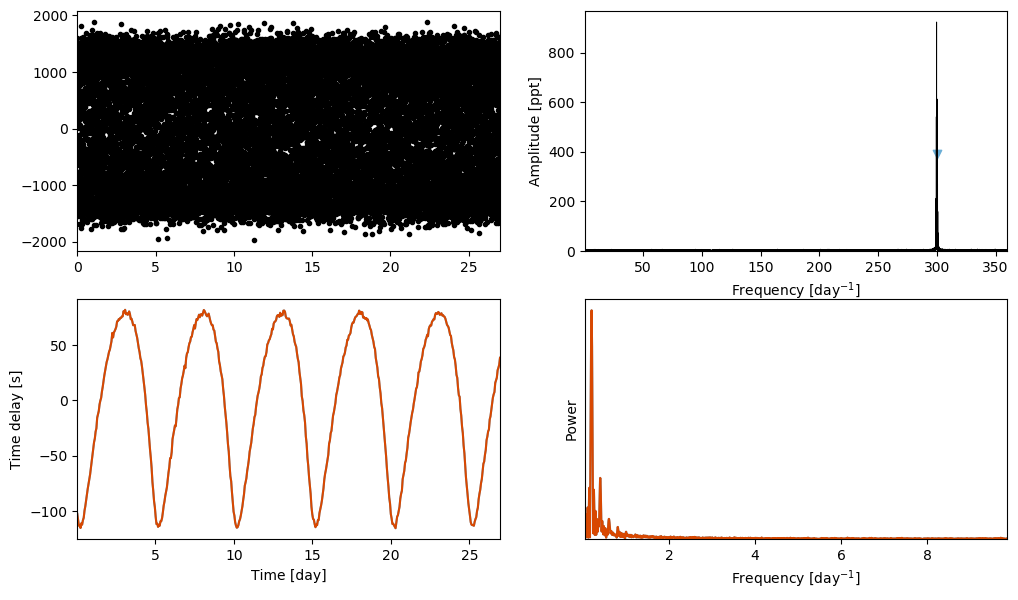 2000
1000
0
−1000
−2000
0 5 10 15 20 25
Amplitude [ppt]
800
600
400
200
0
50 100 150 200 250 300 350
Frequency [day⁻¹]
Time delay [s]
50
0
−50
−100
5 10 15 20 25
Time [day]
Power
2 4 6 8
Frequency [day⁻¹]